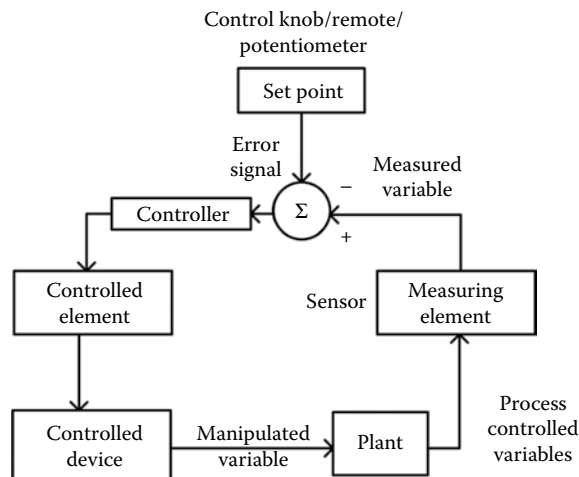 Control knob/remote/
potentiometer
Set point
Error
signal
−
Measured
variable
Controller
Σ
+
Controlled
element
Sensor
Measuring
element
Controlled
device
Manipulated
variable
Plant
Process
controlled
variables